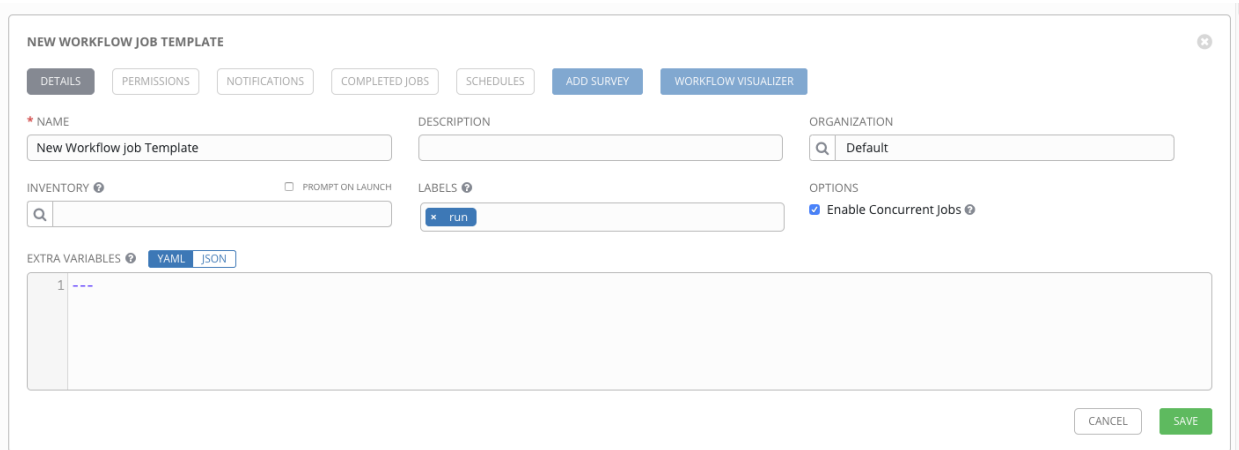 NEW WORKFLOW JOB TEMPLATE
DETAILS PERMISSIONS NOTIFICATIONS COMPLETED JOBS SCHEDULES ADD SURVEY WORKFLOW VISUALIZER
* NAME DESCRIPTION ORGANIZATION
New Workflow job Template Default
INVENTORY ? PROMPT ON LAUNCH LABELS ? OPTIONS
× run Enable Concurrent Jobs ?
EXTRA VARIABLES ? YAML JSON
1 ---
CANCEL SAVE